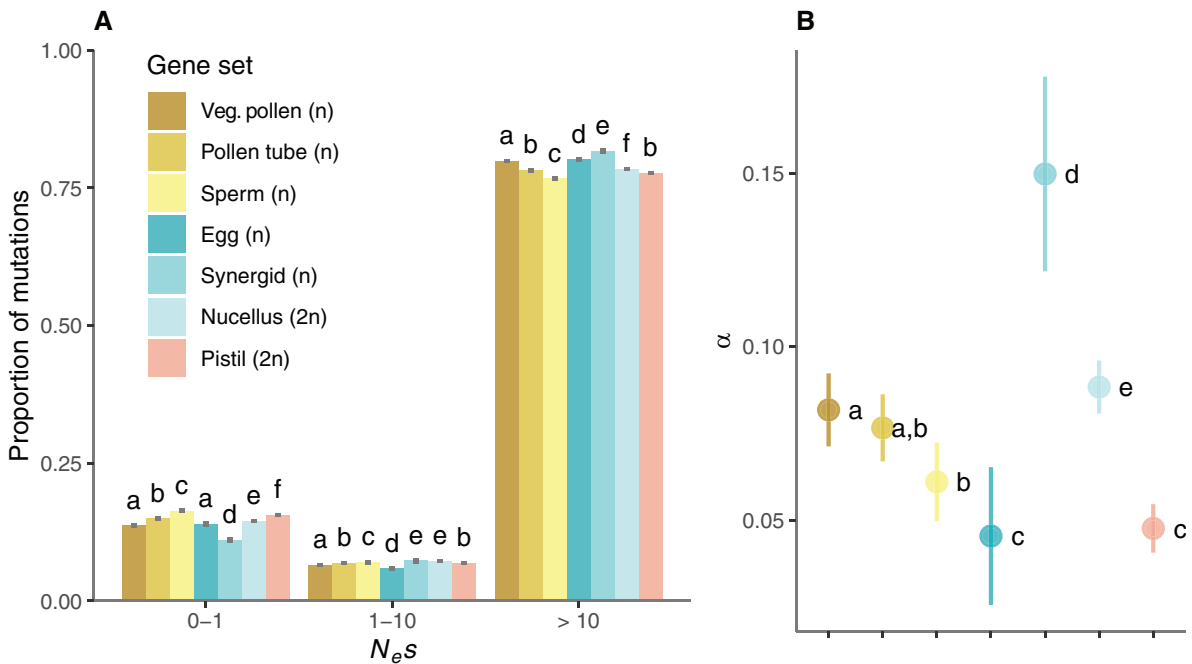 A
Proportion of mutations
1.00
0.75
0.50
0.25
0.00
Gene set
Veg. pollen (n)
Pollen tube (n)
Sperm (n)
Egg (n)
Synergid (n)
Nucellus (2n)
Pistil (2n)
a b c a d e f
a b c d e e b
a b c d e f b
0–1
1–10
> 10
Nₑs
B
α
0.15
0.10
0.05
a
a,b
b
c
d
e
c